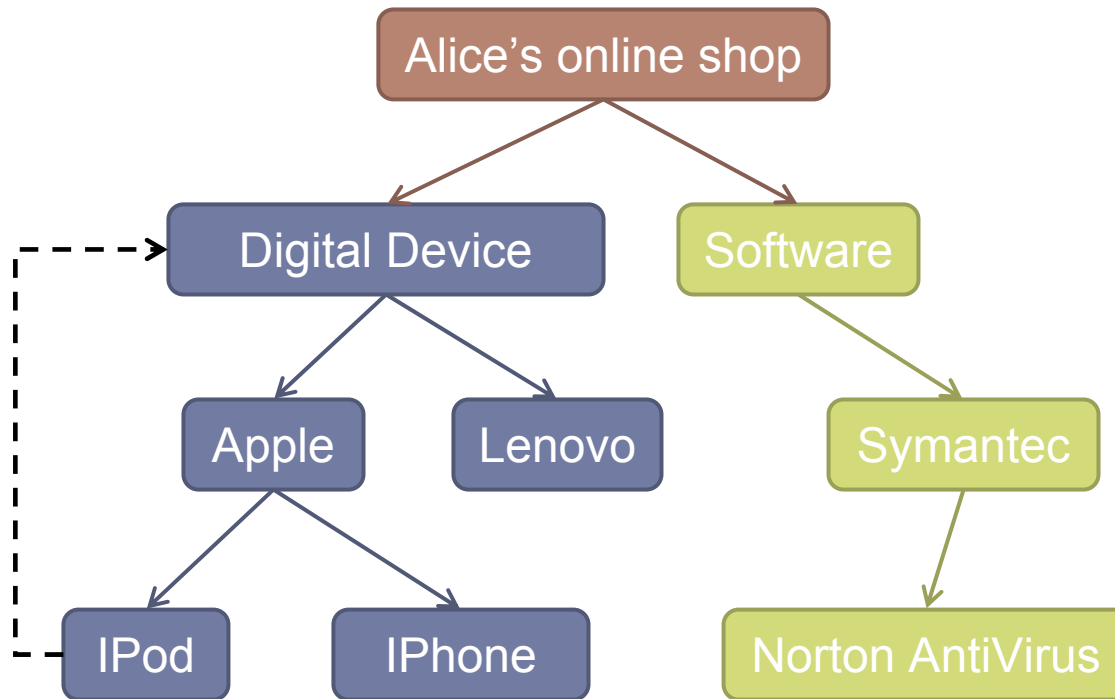 Alice’s online shop
Digital Device
Software
Apple
Lenovo
Symantec
IPod
IPhone
Norton AntiVirus